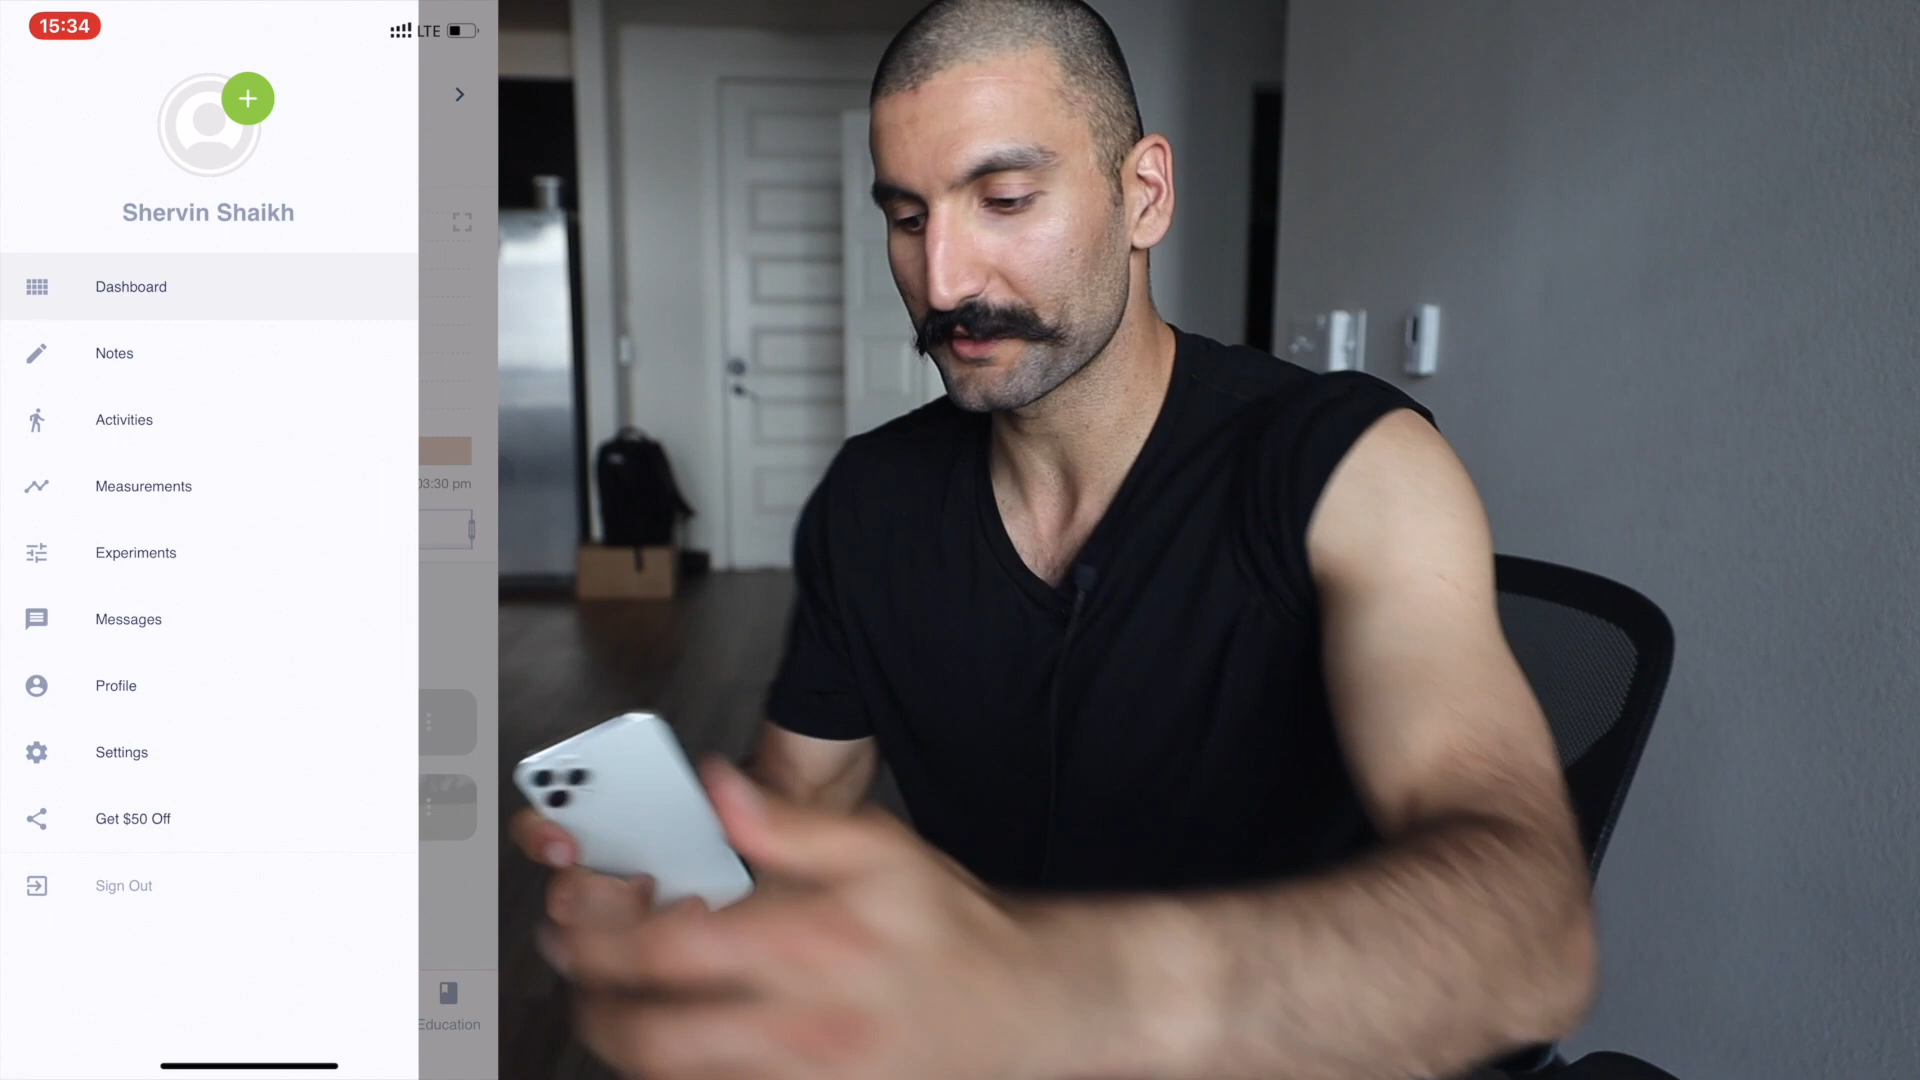 15:34
LTE
Shervin Shaikh
Dashboard
Notes
Activities
03:30 pm
Measurements
Experiments
Messages
Profile
Settings
Get $50 Off
Sign Out
Education